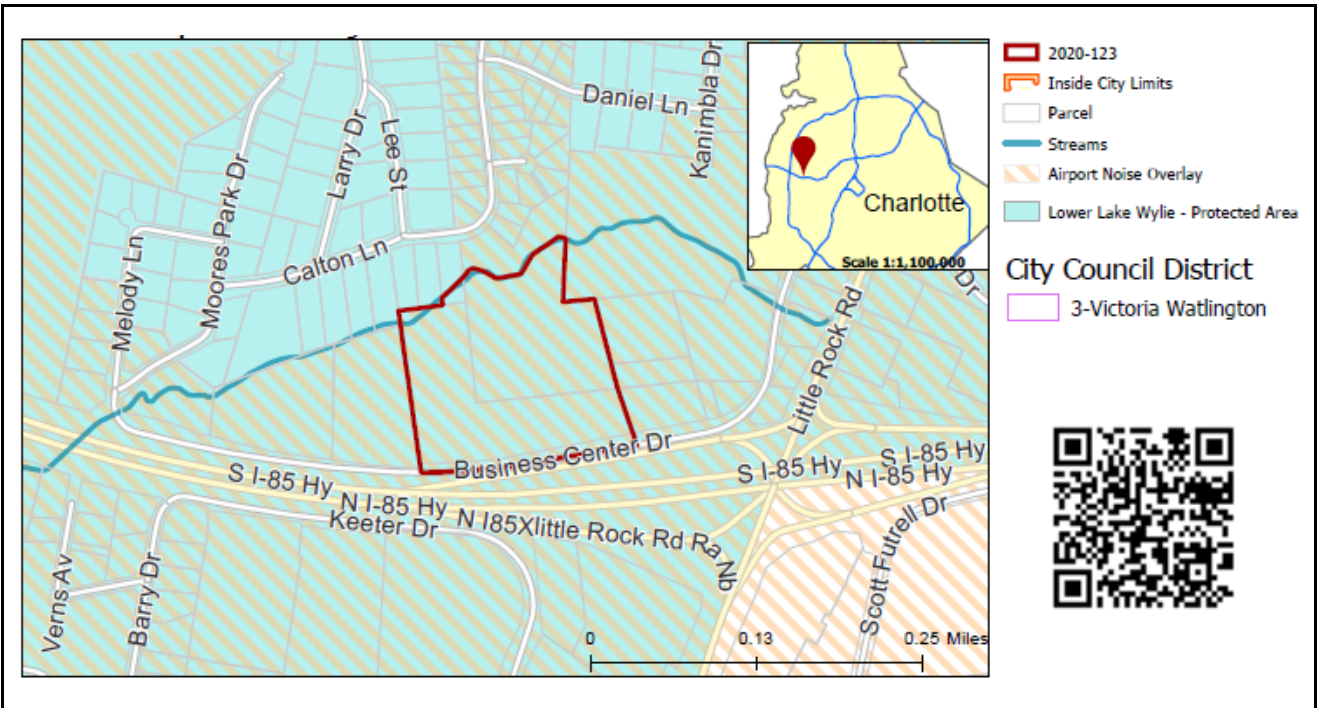 Daniel Ln
Kanimbla Dr
Larry Dr
Lee St
Moores Park Dr
Calton Ln
Melody Ln
Little Rock Rd
Dr
Business Center Dr
S I-85 Hy
S I-85 Hy
S I-85 Hy
N I-85 Hy
N I-85 Hy
Keeter Dr
N I85Xlittle Rock Rd Ra Nb
Scott Futrell Dr
Verns Av
Barry Dr
0 0.13 0.25 Miles
Charlotte
Scale 1:1,100,000
2020-123
Inside City Limits
Parcel
Streams
Airport Noise Overlay
Lower Lake Wylie - Protected Area
City Council District
3-Victoria Watlington